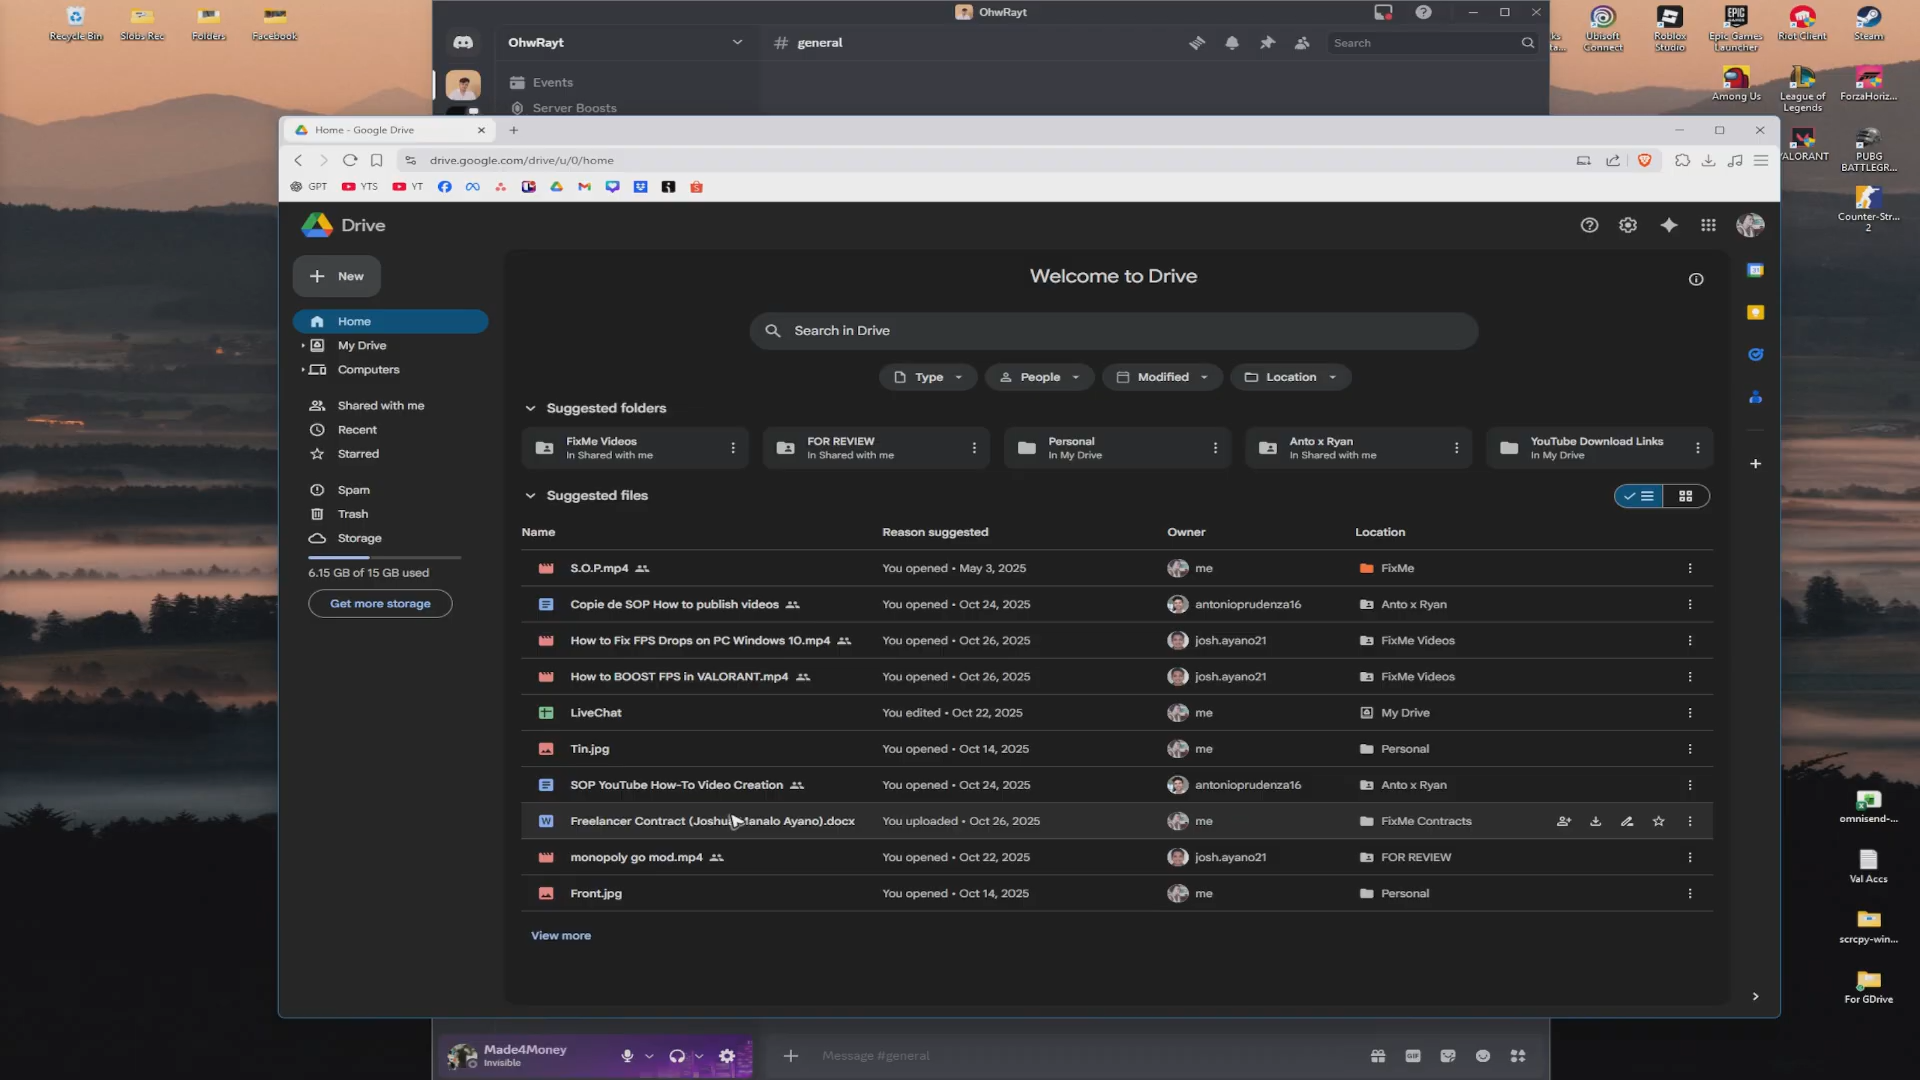 Recycle Bin
Slobs Rec
Folders
Facebook
OhwRayt
OhwRayt
general
Search
Events
Server Boosts
Ubisoft Connect
Roblox Studio
Epic Games Launcher
Riot Client
Steam
Among Us
League of Legends
ForzaHoriz...
VALORANT
PUBG BATTLEGR...
Counter-Str... 2
Home - Google Drive
drive.google.com/drive/u/0/home
GPT
YTS
YT
Drive
New
Home
My Drive
Computers
Shared with me
Recent
Starred
Spam
Trash
Storage
6.15 GB of 15 GB used
Get more storage
Welcome to Drive
Search in Drive
Type
People
Modified
Location
Suggested folders
FixMe Videos
In Shared with me
FOR REVIEW
In Shared with me
Personal
In My Drive
Anto x Ryan
In Shared with me
YouTube Download Links
In My Drive
Suggested files
Name Reason suggested Owner Location
S.O.P.mp4 You opened • May 3, 2025 me FixMe
Copie de SOP How to publish videos You opened • Oct 24, 2025 antonioprudenza16 Anto x Ryan
How to Fix FPS Drops on PC Windows 10.mp4 You opened • Oct 26, 2025 josh.ayano21 FixMe Videos
How to BOOST FPS in VALORANT.mp4 You opened • Oct 26, 2025 josh.ayano21 FixMe Videos
LiveChat You edited • Oct 22, 2025 me My Drive
Tin.jpg You opened • Oct 14, 2025 me Personal
SOP YouTube How-To Video Creation You opened • Oct 24, 2025 antonioprudenza16 Anto x Ryan
Freelancer Contract (Joshua Manalo Ayano).docx You uploaded • Oct 26, 2025 me FixMe Contracts
monopoly go mod.mp4 You opened • Oct 22, 2025 josh.ayano21 FOR REVIEW
Front.jpg You opened • Oct 14, 2025 me Personal
View more
omnisend-...
Val Accs
scrcpy-win...
For GDrive
Made4Money
Invisible
Message #general
GIF